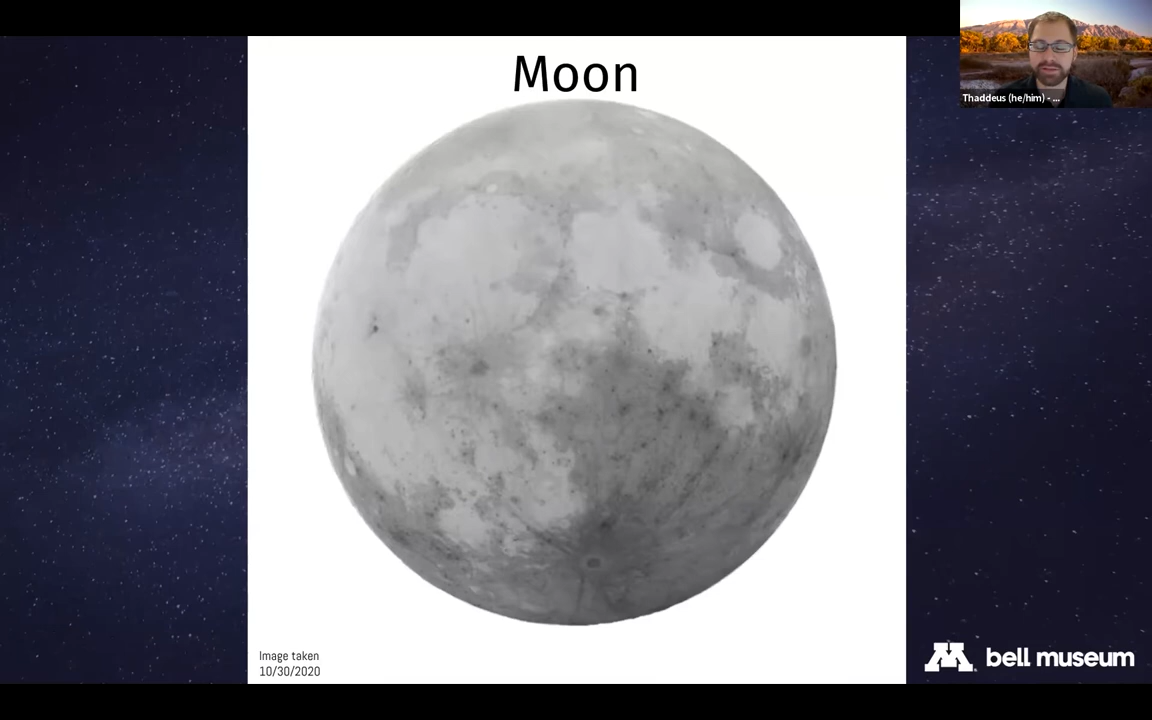 Moon
Thaddeus (he/him) - ...
Image taken
10/30/2020
bell museum